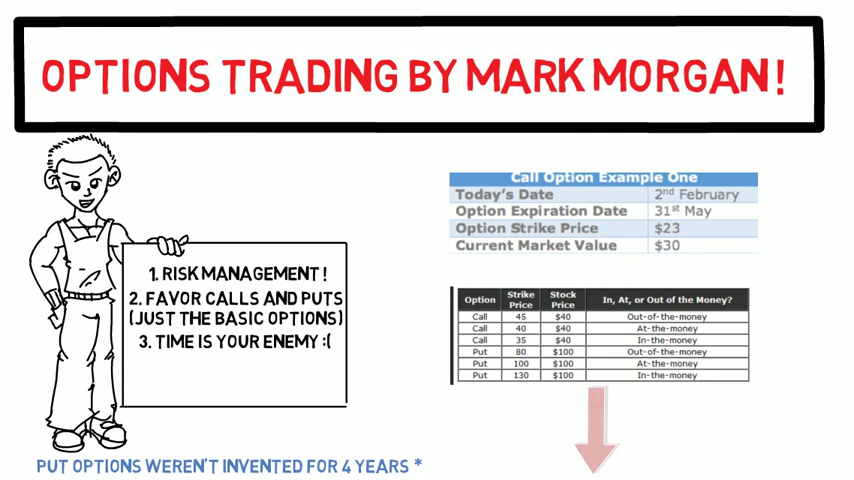 OPTIONS TRADING BY MARK MORGAN!
1. RISK MANAGEMENT!
2. FAVOR CALLS AND PUTS
(JUST THE BASIC OPTIONS)
3. TIME IS YOUR ENEMY :(
PUT OPTIONS WEREN'T INVENTED FOR 4 YEARS *
Call Option Example One
Today's Date 2nd February
Option Expiration Date 31st May
Option Strike Price $23
Current Market Value $30
Option Strike Price Stock Price In, At, or Out of the Money?
Call 45 $40 Out-of-the-money
Call 40 $40 At-the-money
Call 35 $40 In-the-money
Put 80 $100 Out-of-the-money
Put 100 $100 At-the-money
Put 130 $100 In-the-money